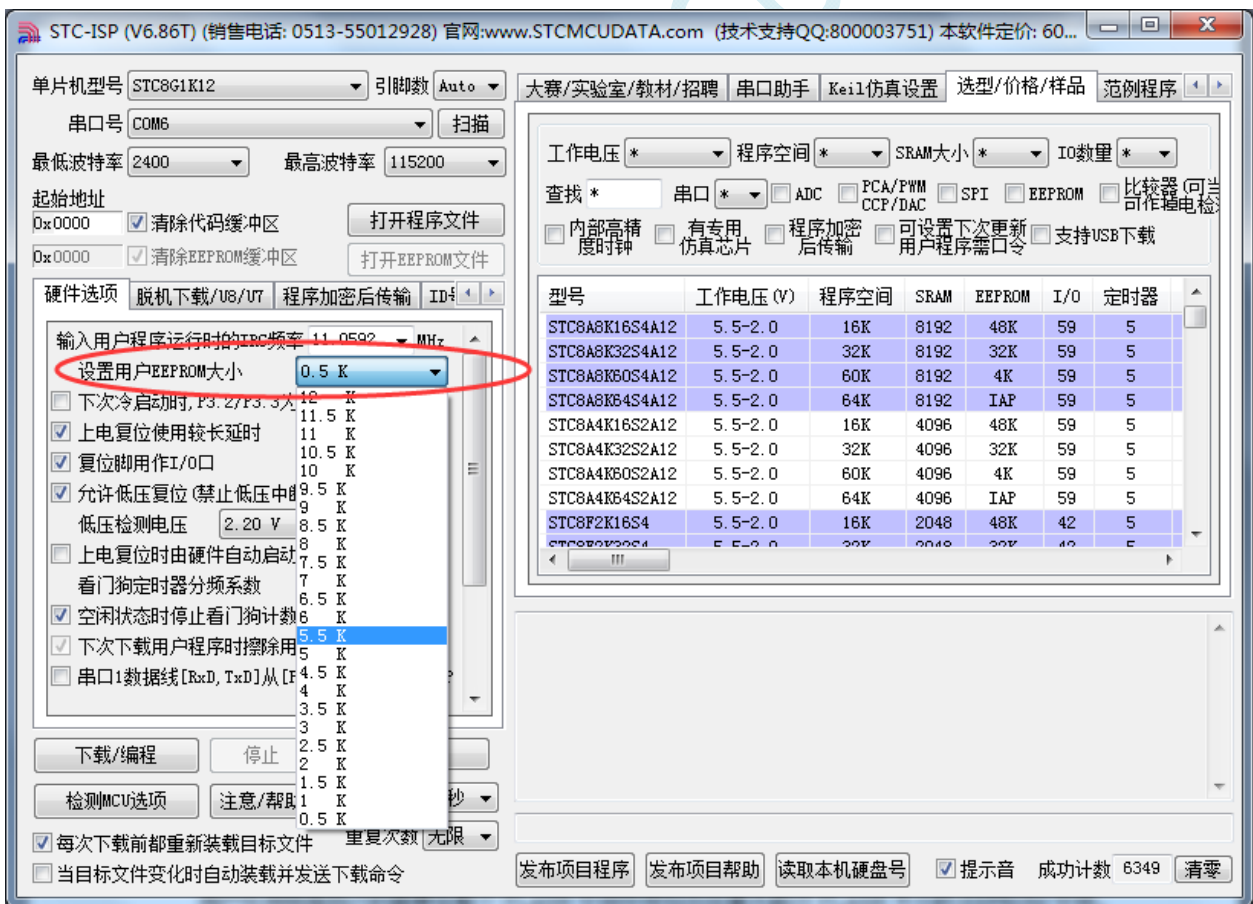 STC-ISP (V6.86T) (销售电话: 0513-55012928) 官网:www.STCMCUDATA.com (技术支持QQ:800003751) 本软件定价: 60...
单片机型号 STC8G1K12 引脚数 Auto
串口号 COM6 扫描
最低波特率 2400 最高波特率 115200
起始地址
0x0000 清除代码缓冲区 打开程序文件
0x0000 清除EEPROM缓冲区 打开EEPROM文件
硬件选项 脱机下载/U8/U7 程序加密后传输
输入用户程序运行时的IRC频率 11.0592 MHz
设置用户EEPROM大小 0.5 K
下次冷启动时,P3.2/P3.3为
上电复位使用较长延时
复位脚用作I/O口
允许低压复位(禁止低压中
低压检测电压 2.20 V
上电复位时由硬件自动启动
看门狗定时器分频系数
空闲状态时停止看门狗计数
下次下载用户程序时擦除用
串口1数据线[RxD,TxD]从[P
12 K
11.5 K
11 K
10.5 K
10 K
9.5 K
9 K
8.5 K
8 K
7.5 K
7 K
6.5 K
6 K
5.5 K
5 K
4.5 K
4 K
3.5 K
3 K
2.5 K
2 K
1.5 K
1 K
0.5 K
下载/编程 停止
检测MCU选项 注意/帮助 秒
每次下载前都重新装载目标文件 重复次数 无限
当目标文件变化时自动装载并发送下载命令
大赛/实验室/教材/招聘 串口助手 Keil仿真设置 选型/价格/样品 范例程序
工作电压 * 程序空间 * SRAM大小 * IO数量 *
查找 * 串口 * ADC PCA/PWM CCP/DAC SPI EEPROM 比较器(可当 可作掉电检
内部高精度时钟 有专用仿真芯片 程序加密后传输 可设置下次更新用户程序需口令 支持USB下载
型号 工作电压(V) 程序空间 SRAM EEPROM I/O 定时器
STC8A8K16S4A12 5.5-2.0 16K 8192 48K 59 5
STC8A8K32S4A12 5.5-2.0 32K 8192 32K 59 5
STC8A8K60S4A12 5.5-2.0 60K 8192 4K 59 5
STC8A8K64S4A12 5.5-2.0 64K 8192 IAP 59 5
STC8A4K16S2A12 5.5-2.0 16K 4096 48K 59 5
STC8A4K32S2A12 5.5-2.0 32K 4096 32K 59 5
STC8A4K60S2A12 5.5-2.0 60K 4096 4K 59 5
STC8A4K64S2A12 5.5-2.0 64K 4096 IAP 59 5
STC8F2K16S4 5.5-2.0 16K 2048 48K 42 5
STC8F2K32S4 5.5-2.0 32K 2048 32K 42 5
发布项目程序 发布项目帮助 读取本机硬盘号 提示音 成功计数 6349 清零